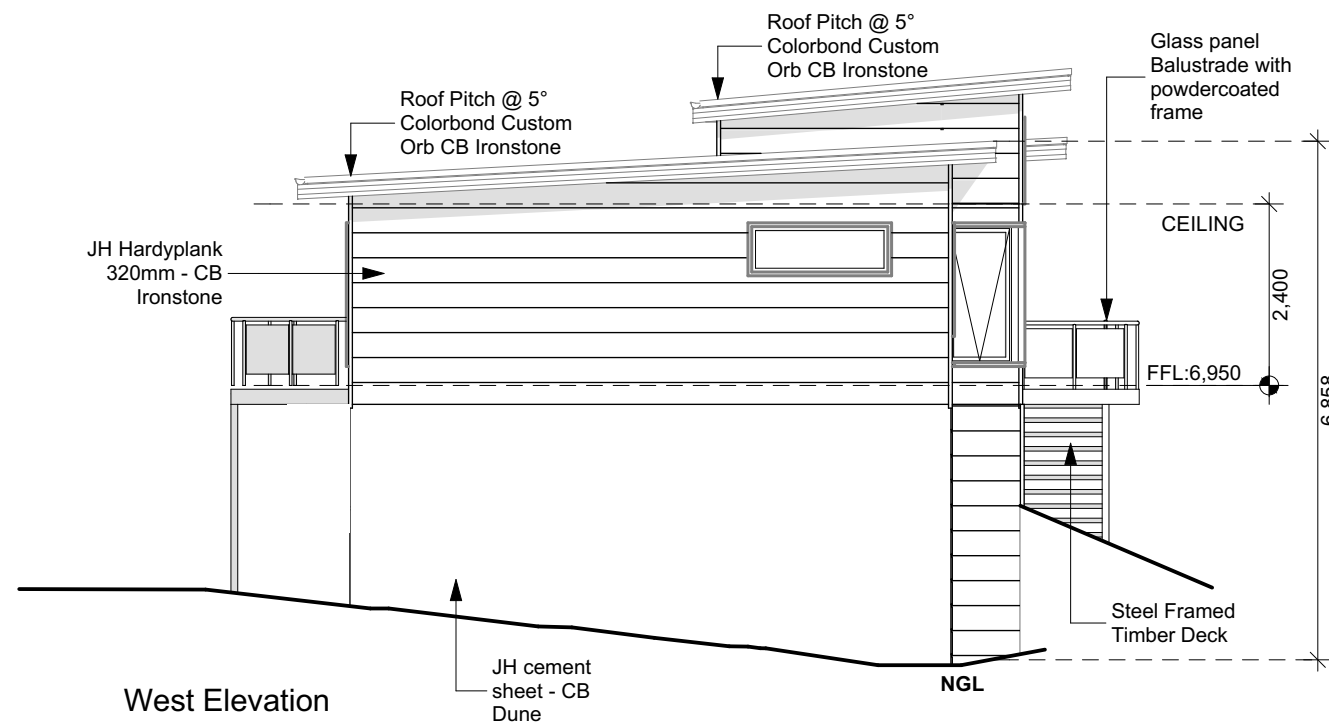 Roof Pitch @ 5°
Colorbond Custom
Orb CB Ironstone
Glass panel
Balustrade with
powdercoated
frame
Roof Pitch @ 5°
Colorbond Custom
Orb CB Ironstone
CEILING
JH Hardyplank
320mm - CB
Ironstone
2,400
FFL:6,950
6,858
Steel Framed
Timber Deck
JH cement
sheet - CB
Dune
NGL
West Elevation